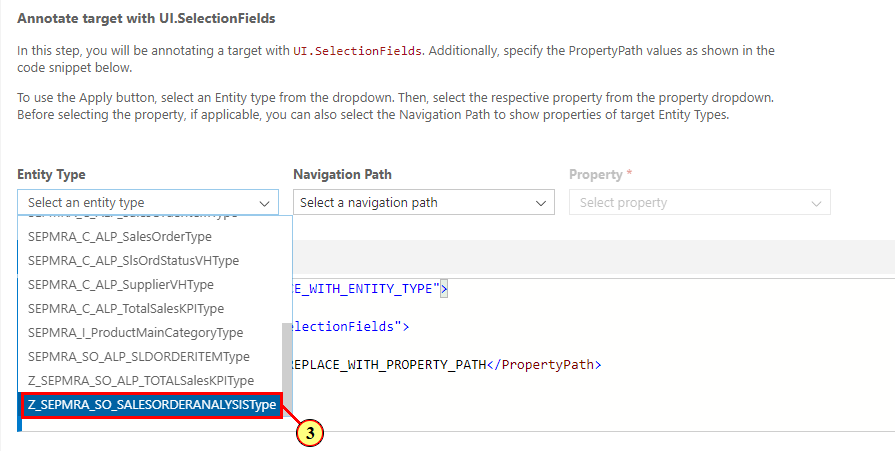 Annotate target with UI.SelectionFields
In this step, you will be annotating a target with UI.SelectionFields. Additionally, specify the PropertyPath values as shown in the
code snippet below.
To use the Apply button, select an Entity type from the dropdown. Then, select the respective property from the property dropdown.
Before selecting the property, if applicable, you can also select the Navigation Path to show properties of target Entity Types.
Entity Type Navigation Path Property *
Select an entity type Select a navigation path Select property
SEPMRA_C_ALP_SalesOrderType
SEPMRA_C_ALP_SlsOrdStatusVHType
SEPMRA_C_ALP_SupplierVHType
CE_WITH_ENTITY_TYPE">
SEPMRA_C_ALP_TotalSalesKPIType
electionFields">
SEPMRA_I_ProductMainCategoryType
SEPMRA_SO_ALP_SLDORDERITEMType
REPLACE_WITH_PROPERTY_PATH</PropertyPath>
Z_SEPMRA_SO_ALP_TOTALSalesKPIType
Z_SEPMRA_SO_SALESORDERANALYSISType
3